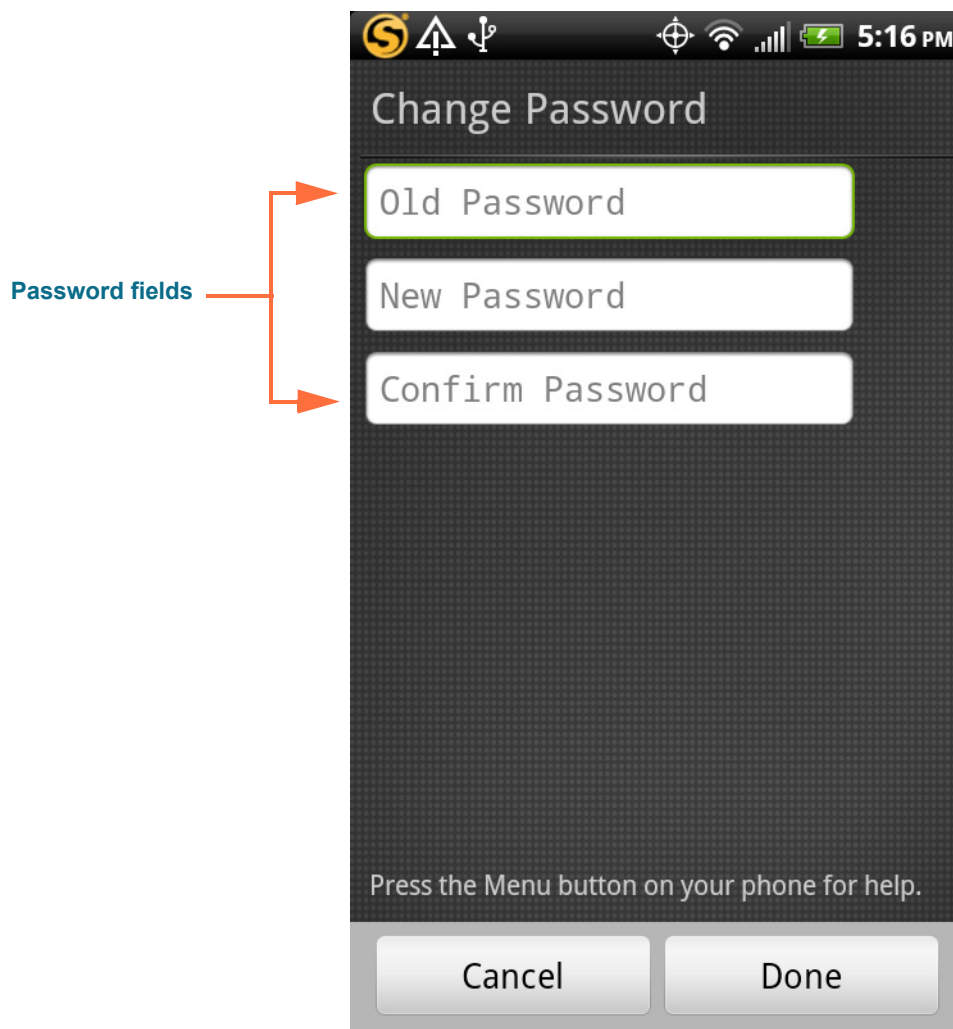 5:16 PM
Change Password
Old Password
Password fields
New Password
Confirm Password
Press the Menu button on your phone for help.
Cancel
Done